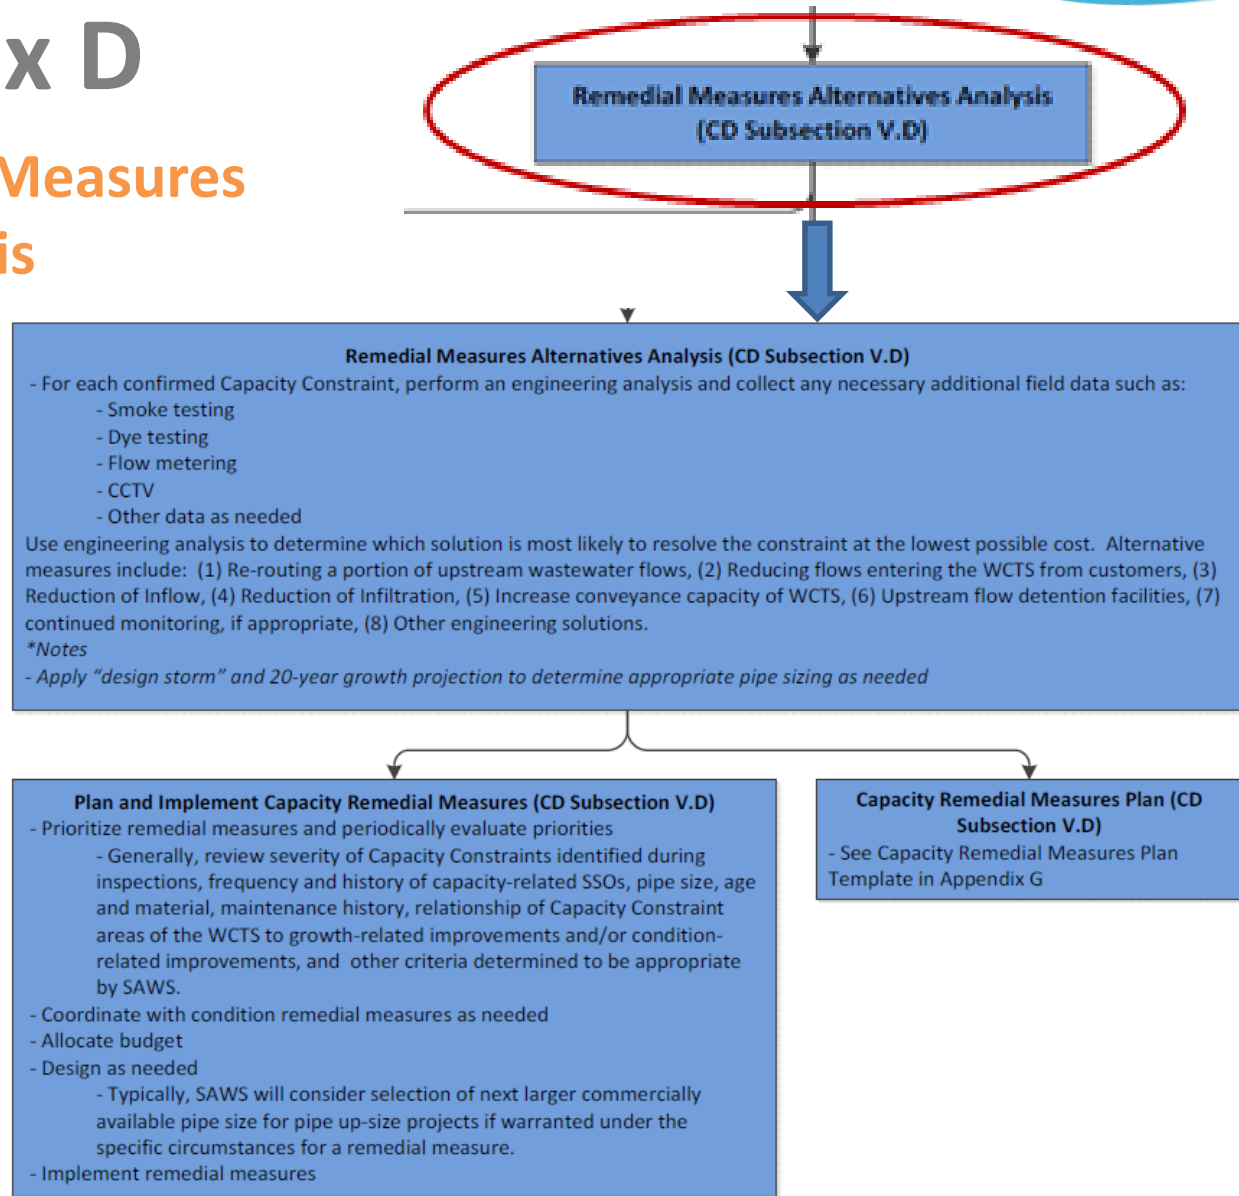 x D
Measures
is
Remedial Measures Alternatives Analysis
(CD Subsection V.D)
Remedial Measures Alternatives Analysis (CD Subsection V.D)
- For each confirmed Capacity Constraint, perform an engineering analysis and collect any necessary additional field data such as:
- Smoke testing
- Dye testing
- Flow metering
- CCTV
- Other data as needed
Use engineering analysis to determine which solution is most likely to resolve the constraint at the lowest possible cost. Alternative
measures include: (1) Re-routing a portion of upstream wastewater flows, (2) Reducing flows entering the WCTS from customers, (3)
Reduction of Inflow, (4) Reduction of Infiltration, (5) Increase conveyance capacity of WCTS, (6) Upstream flow detention facilities, (7)
continued monitoring, if appropriate, (8) Other engineering solutions.
*Notes
- Apply “design storm” and 20-year growth projection to determine appropriate pipe sizing as needed
Plan and Implement Capacity Remedial Measures (CD Subsection V.D)
- Prioritize remedial measures and periodically evaluate priorities
- Generally, review severity of Capacity Constraints identified during
inspections, frequency and history of capacity-related SSOs, pipe size, age
and material, maintenance history, relationship of Capacity Constraint
areas of the WCTS to growth-related improvements and/or condition-
related improvements, and other criteria determined to be appropriate
by SAWS.
- Coordinate with condition remedial measures as needed
- Allocate budget
- Design as needed
- Typically, SAWS will consider selection of next larger commercially
available pipe size for pipe up-size projects if warranted under the
specific circumstances for a remedial measure.
- Implement remedial measures
Capacity Remedial Measures Plan (CD
Subsection V.D)
- See Capacity Remedial Measures Plan
Template in Appendix G